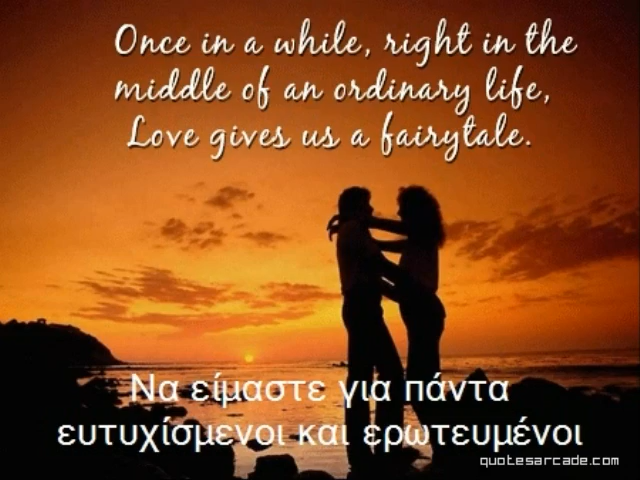 Once in a while, right in the
middle of an ordinary life,
Love gives us a fairytale.
Να είμαστε για πάντα
ευτυχίσμενοι και ερωτευμένοι
quotesarcade.com